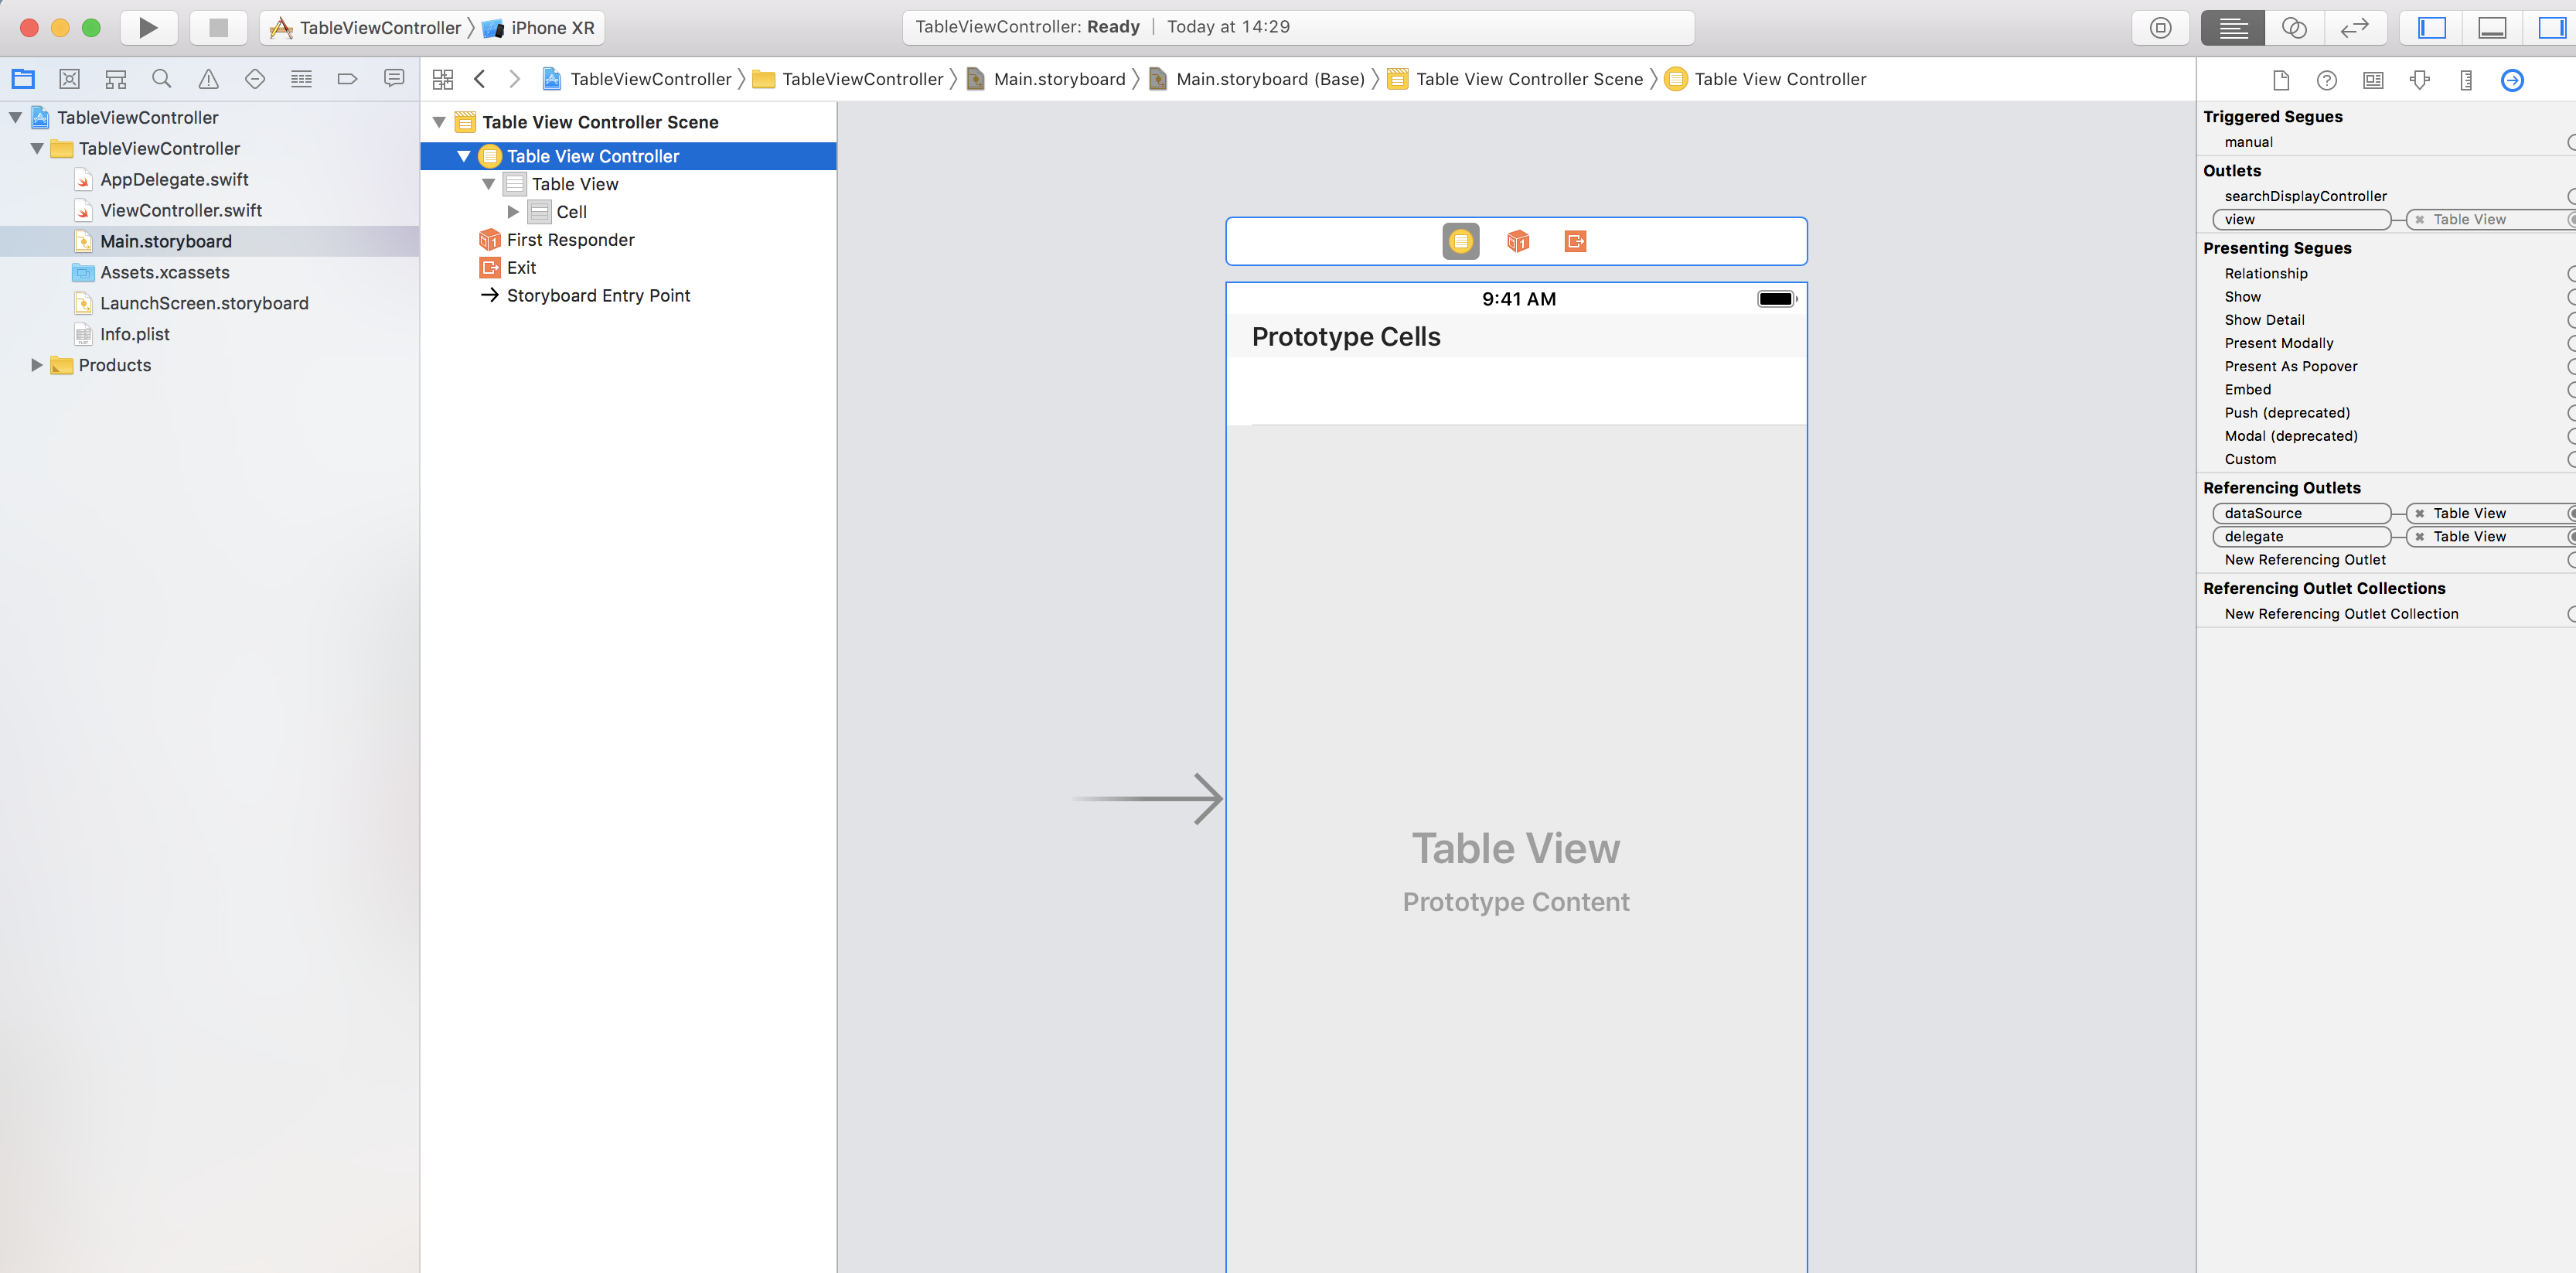 TableViewController 〉 iPhone XR
TableViewController: Ready | Today at 14:29
TableViewController 〉 TableViewController 〉 Main.storyboard 〉 Main.storyboard (Base) 〉 Table View Controller Scene 〉 Table View Controller
TableViewController
TableViewController
AppDelegate.swift
ViewController.swift
Main.storyboard
Assets.xcassets
LaunchScreen.storyboard
Info.plist
Products
Table View Controller Scene
Table View Controller
Table View
Cell
First Responder
Exit
Storyboard Entry Point
9:41 AM
Prototype Cells
Table View
Prototype Content
Triggered Segues
manual
Outlets
searchDisplayController
view Table View
Presenting Segues
Relationship
Show
Show Detail
Present Modally
Present As Popover
Embed
Push (deprecated)
Modal (deprecated)
Custom
Referencing Outlets
dataSource Table View
delegate Table View
New Referencing Outlet
Referencing Outlet Collections
New Referencing Outlet Collection